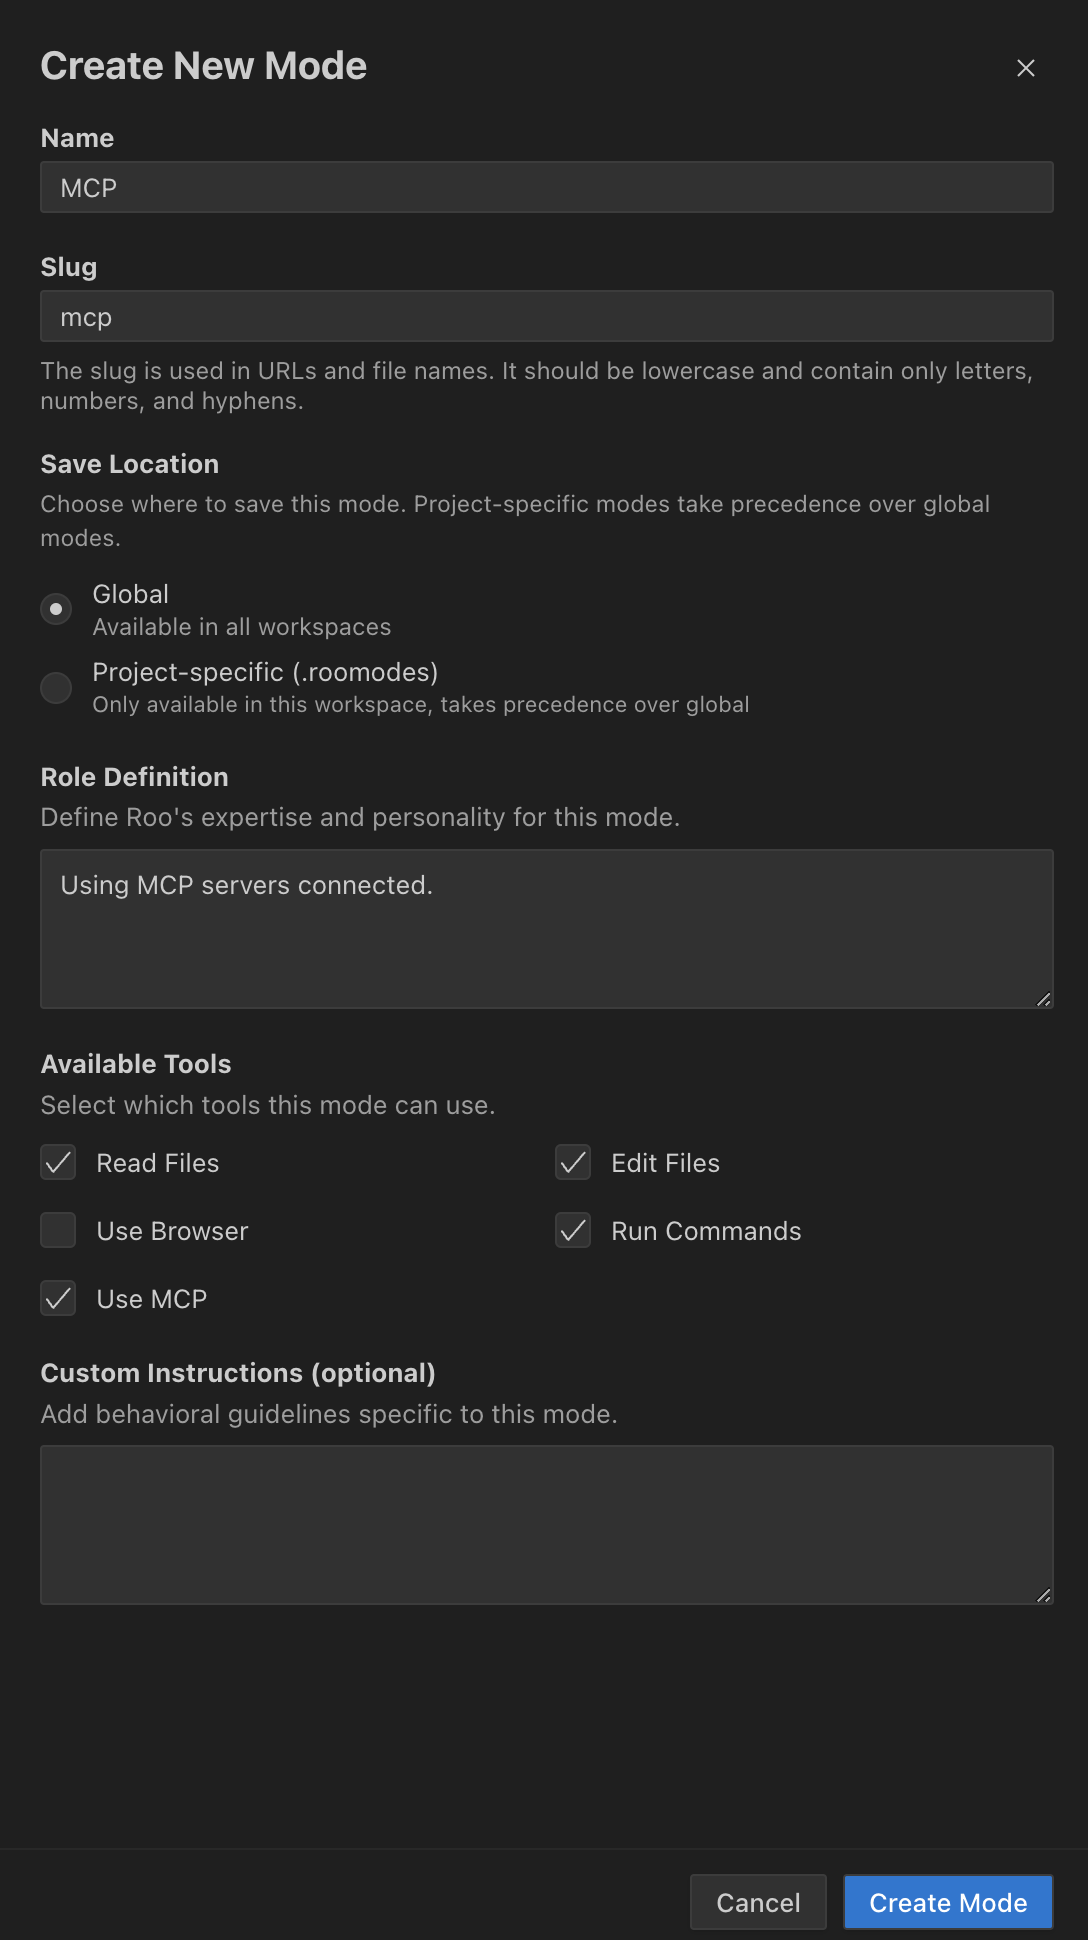 Create New Mode
Name
MCP
Slug
mcp
The slug is used in URLs and file names. It should be lowercase and contain only letters,
numbers, and hyphens.
Save Location
Choose where to save this mode. Project-specific modes take precedence over global
modes.
Global
Available in all workspaces
Project-specific (.roomodes)
Only available in this workspace, takes precedence over global
Role Definition
Define Roo's expertise and personality for this mode.
Using MCP servers connected.
Available Tools
Select which tools this mode can use.
Read Files
Edit Files
Use Browser
Run Commands
Use MCP
Custom Instructions (optional)
Add behavioral guidelines specific to this mode.
Cancel
Create Mode